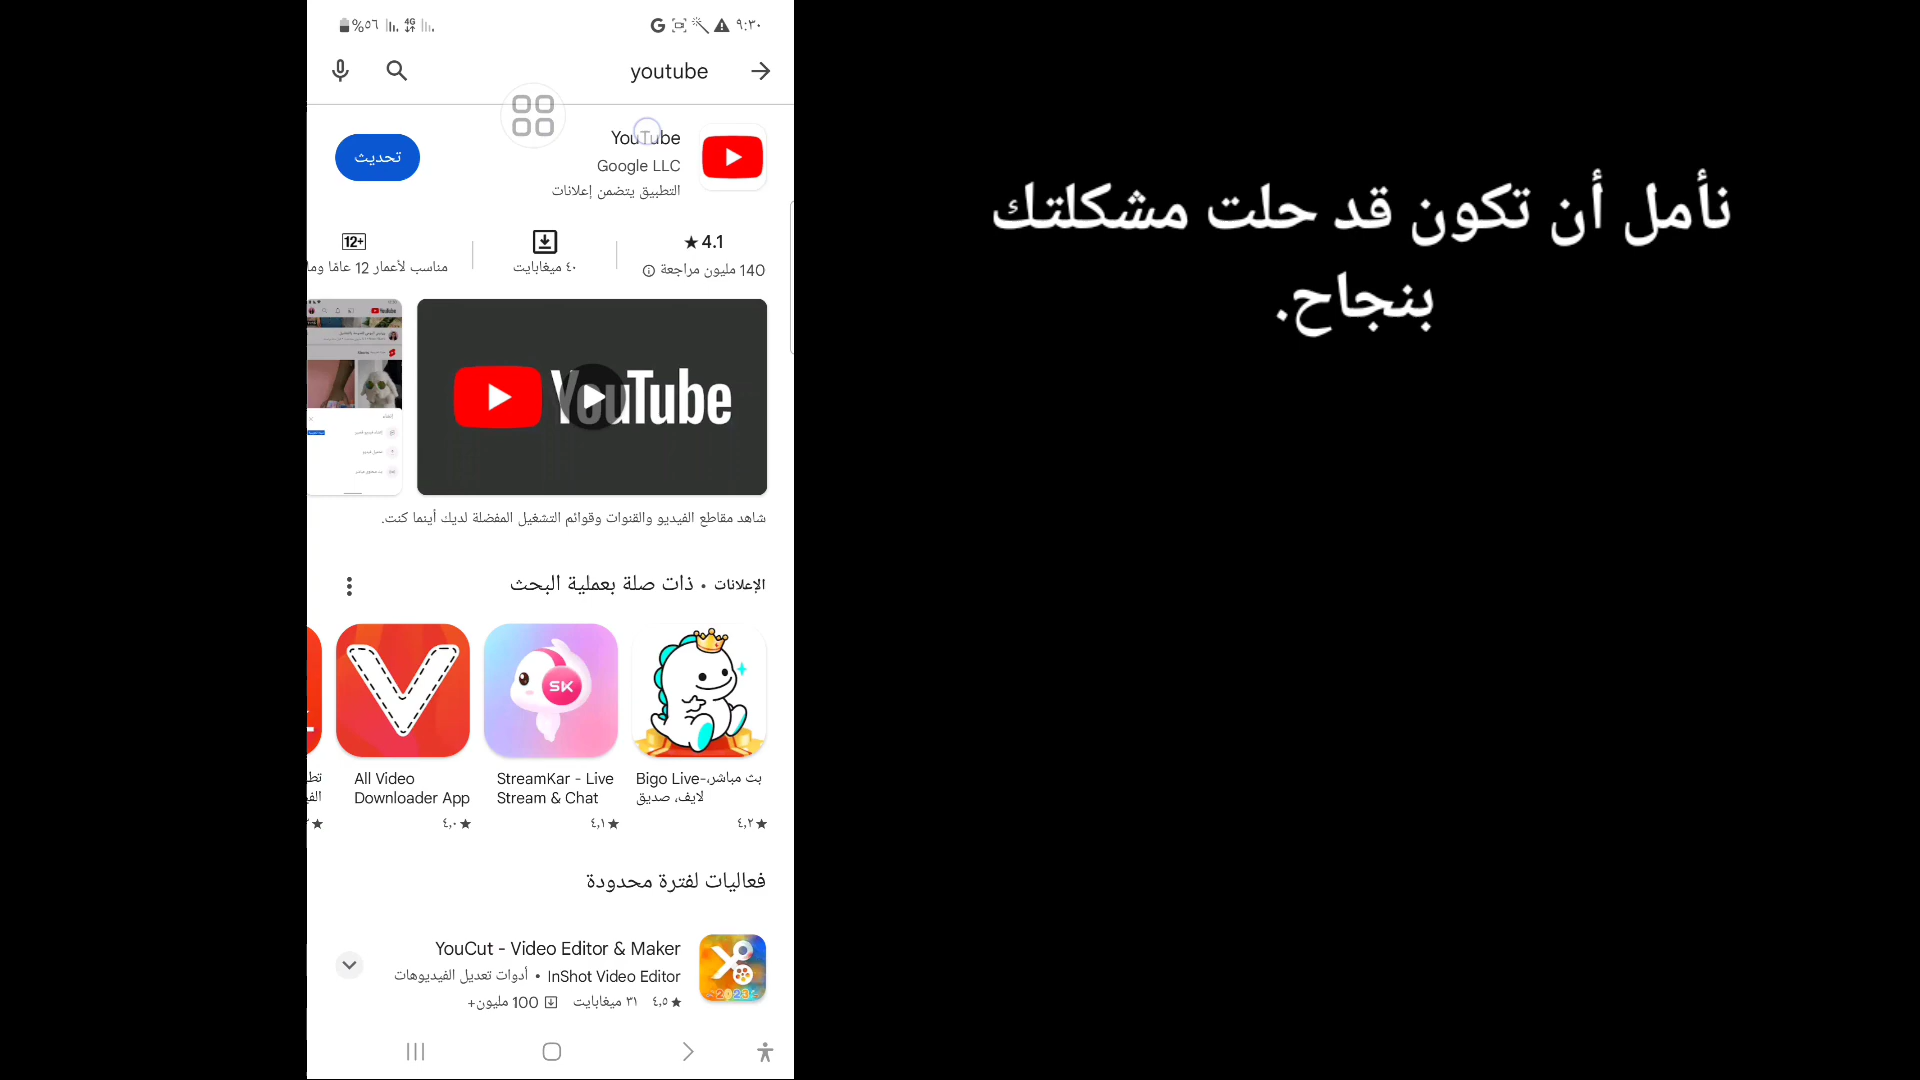 ٩:٣٠
4G
%٥٦
youtube
YouTube
Google LLC
التطبيق يتضمن إعلانات
تحديث
4.1★
140 مليون مراجعة
٤٠ ميغابايت
12+
مناسب لأعمار 12 عامًا وما
YouTube
شاهد مقاطع الفيديو والقنوات وقوائم التشغيل المفضلة لديك أينما كنت.
الإعلانات • ذات صلة بعملية البحث
SK
Bigo Live-بث مباشر،
لايف، صديق
٤,٢★
StreamKar - Live
Stream & Chat
٤,١★
All Video
Downloader App
٤,٠★
فعاليات لفترة محدودة
YouCut - Video Editor & Maker
InShot Video Editor • أدوات تعديل الفيديوهات
٤,٥★ ٣١ ميغابايت 100 مليون+
2023
نأمل أن تكون قد حلت مشكلتك
بنجاح.